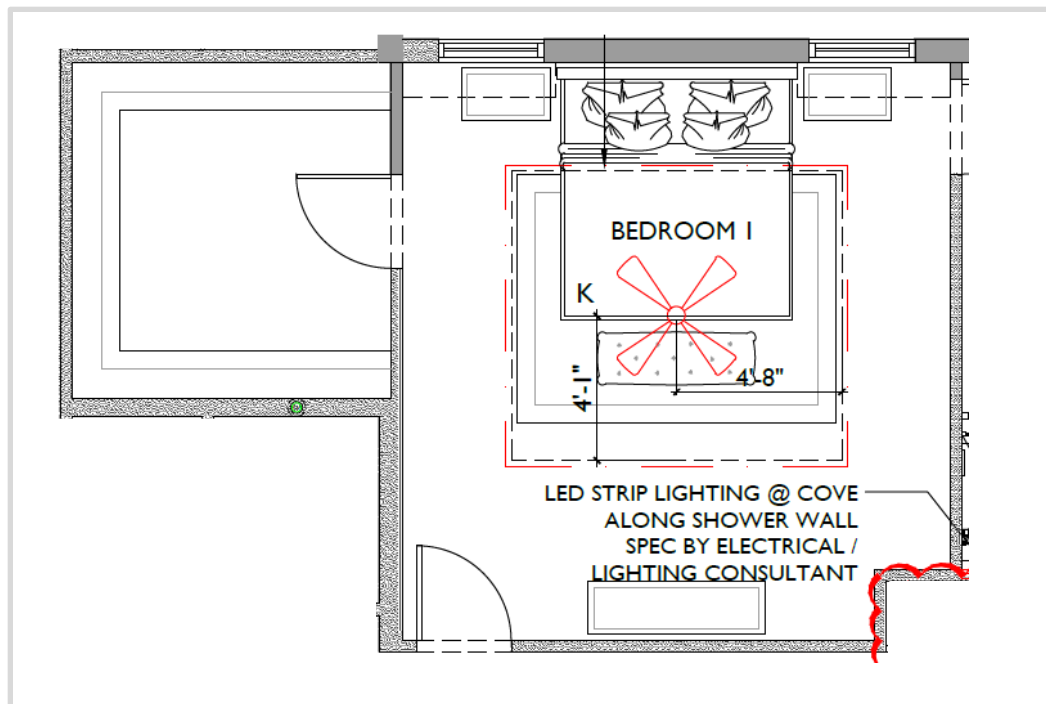 BEDROOM 1
K
4'-1"
4'-8"
LED STRIP LIGHTING @ COVE
ALONG SHOWER WALL
SPEC BY ELECTRICAL /
LIGHTING CONSULTANT